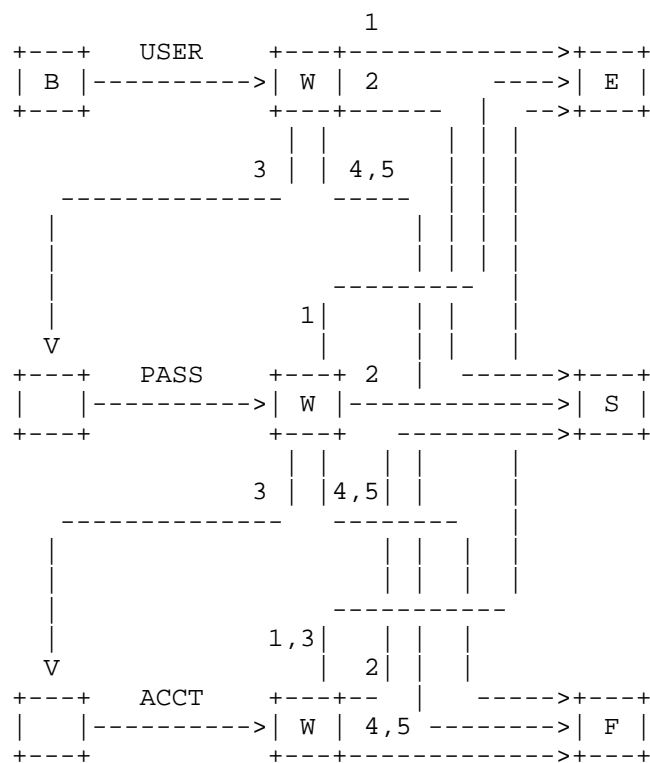 1
USER
B W 2 E
3 4,5
1
PASS 2
W S
3 4,5
1,3
V 2
ACCT
W 4,5 F